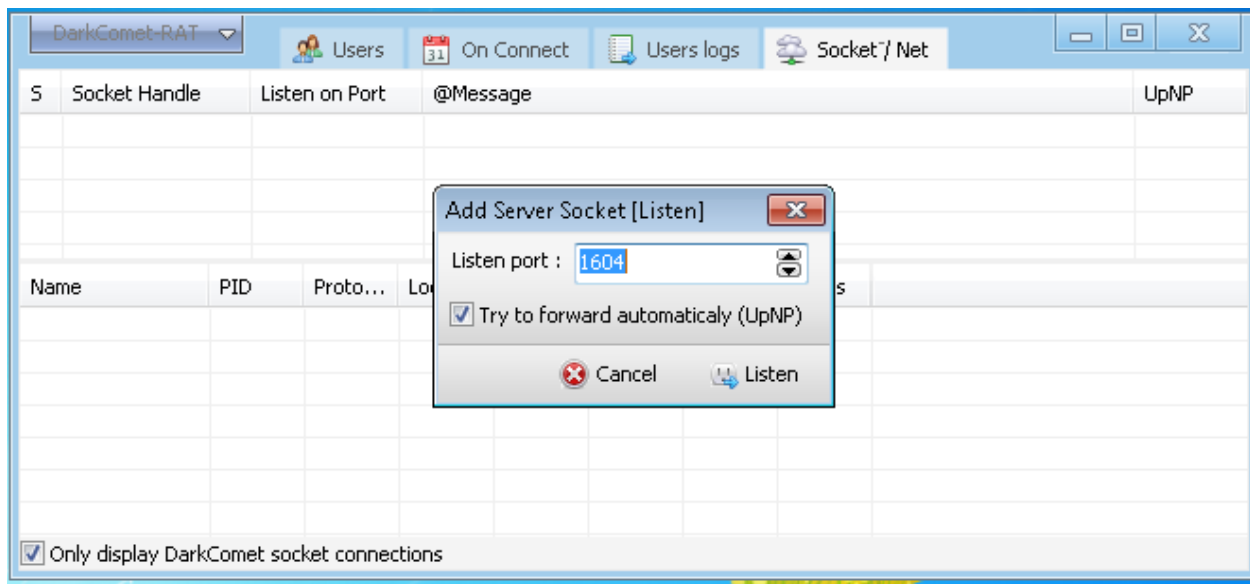 DarkComet-RAT
Users
31 On Connect
Users logs
Socket / Net
S Socket Handle Listen on Port @Message UpNP
Add Server Socket [Listen]
Listen port : 1604
Name PID Proto...
Try to forward automaticaly (UpNP)
Cancel Listen
Only display DarkComet socket connections